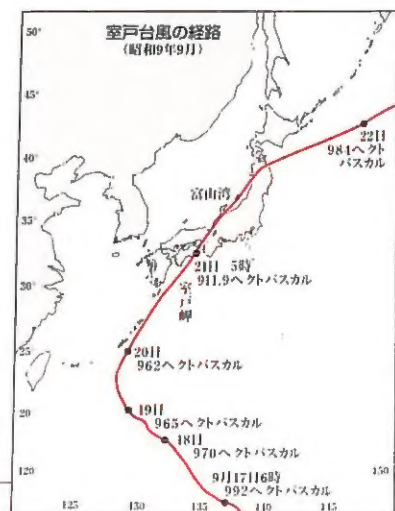 室戸台風の経路
(昭和9年9月)
50°
45°
40°
35°
30°
25
20
120
125
130
135
140
145
115
150
22日
984ヘクト
パスカル
富山湾
21日 5時
911.9ヘクトパスカル
室戸岬
20日
962ヘクトパスカル
19日
965ヘクトパスカル
18日
970ヘクトパスカル
9月17日6時
992ヘクトパスカル